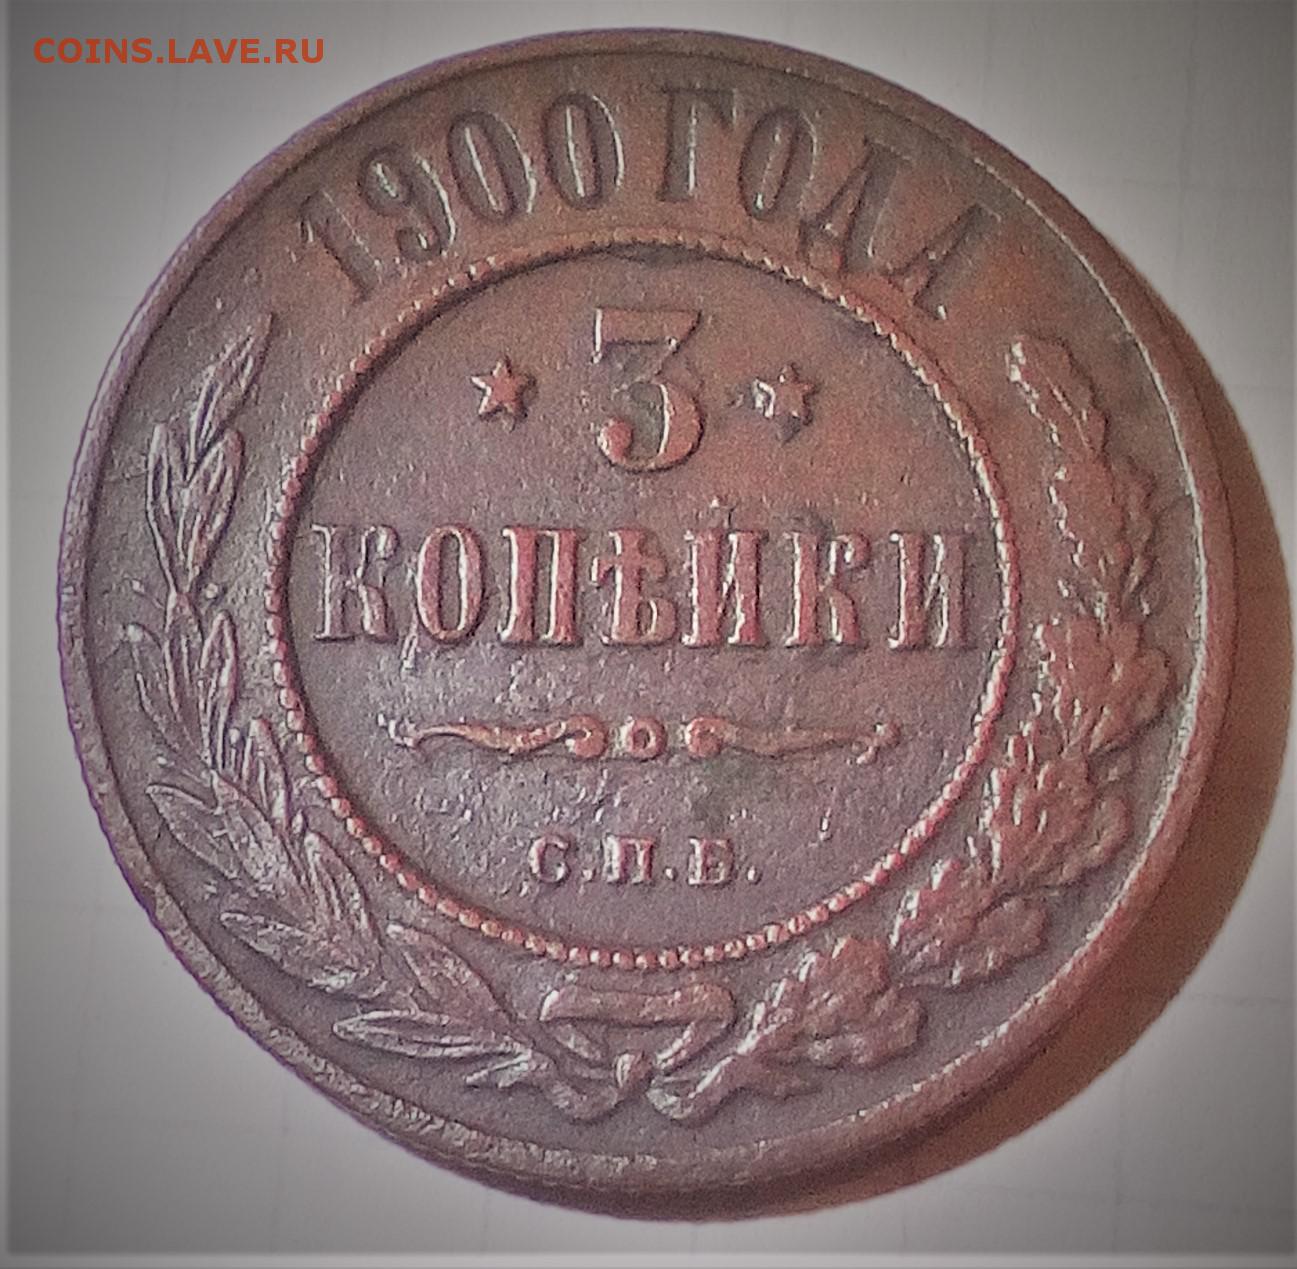 COINS.LAVE.RU
1900 ГОДА
3
КОПѢЙКИ
С.П.Б.